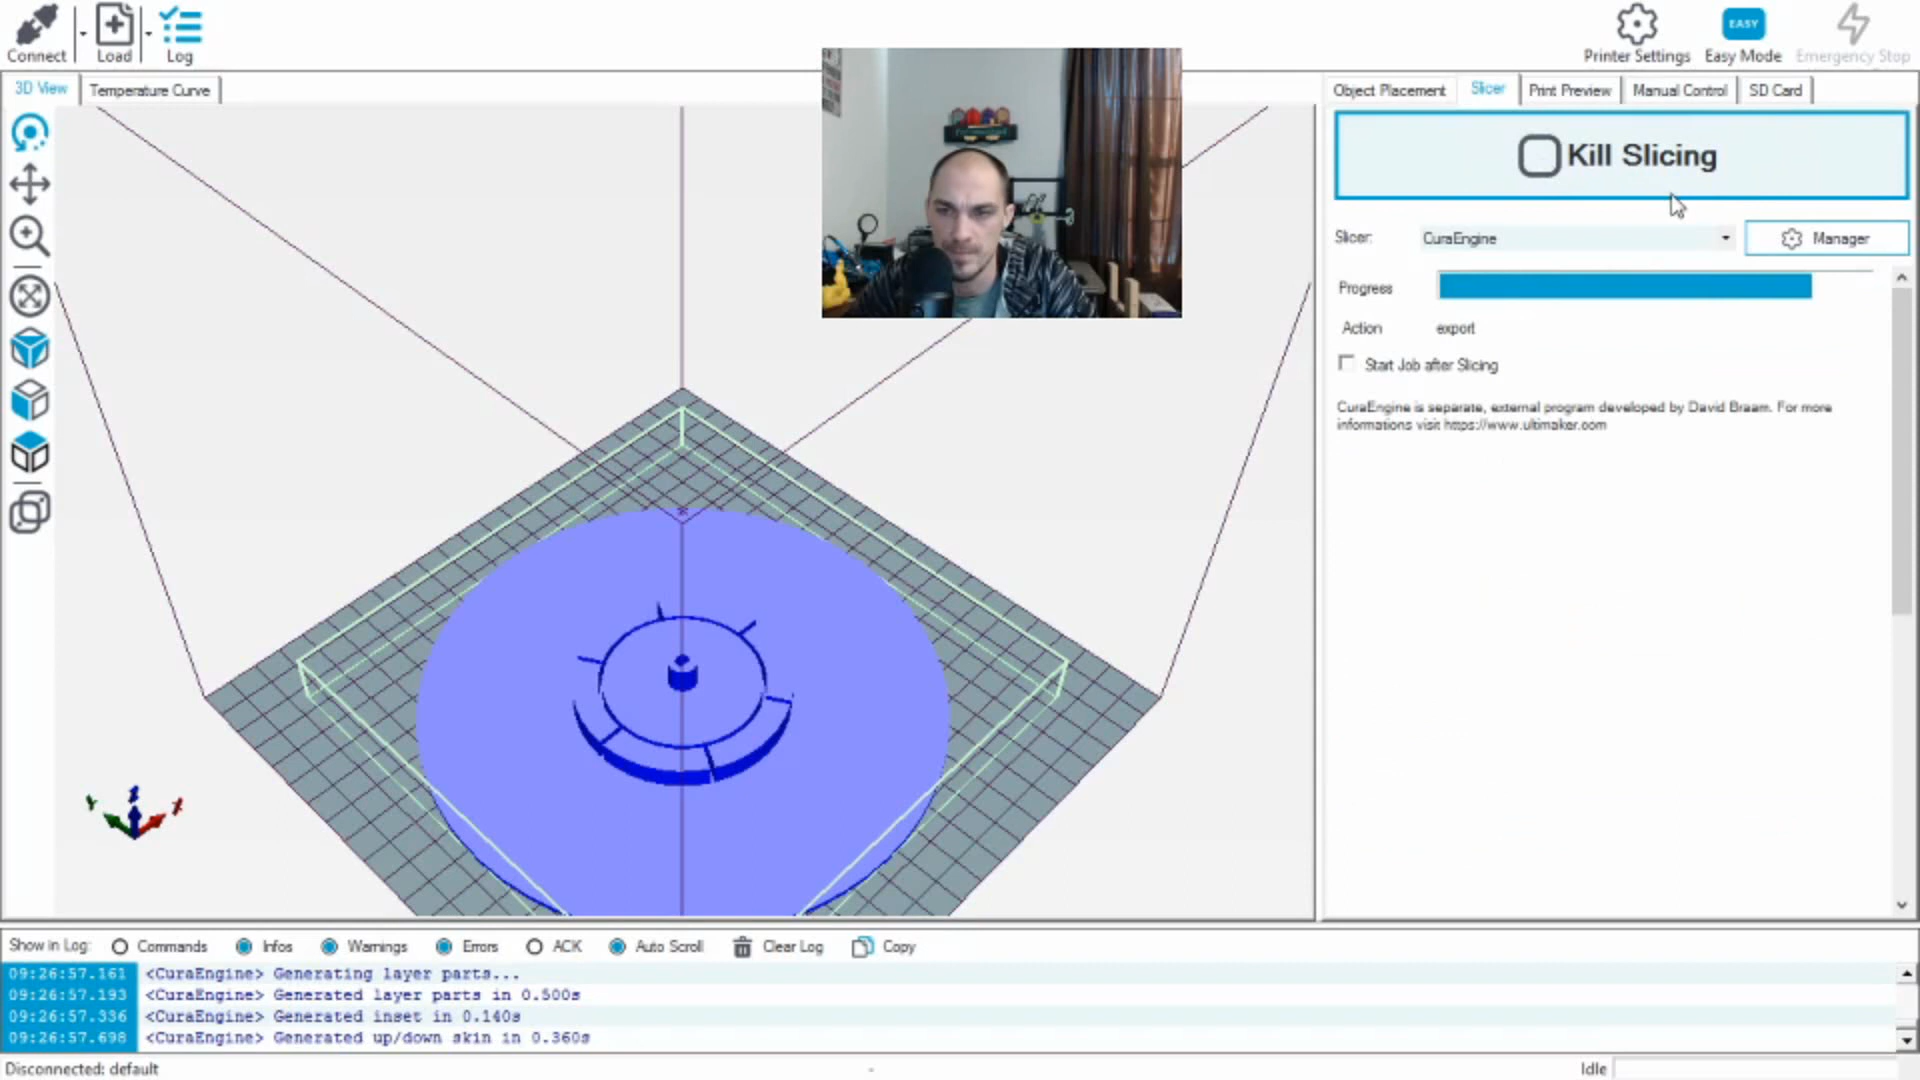 Connect
Load
Log
Printer Settings
EASY
Easy Mode
Emergency Stop
3D View
Temperature Curve
Object Placement
Slicer
Print Preview
Manual Control
SD Card
Kill Slicing
Slicer:
CuraEngine
Manager
Progress
Action
export
Start Job after Slicing
CuraEngine is separate, external program developed by David Braam. For more
informations visit https://www.ultimaker.com
Show in Log:
Commands
Infos
Warnings
Errors
ACK
Auto Scroll
Clear Log
Copy
09:26:57.161 <CuraEngine> Generating layer parts...
09:26:57.193 <CuraEngine> Generated layer parts in 0.500s
09:26:57.336 <CuraEngine> Generated inset in 0.140s
09:26:57.698 <CuraEngine> Generated up/down skin in 0.360s
Disconnected: default
-
Idle